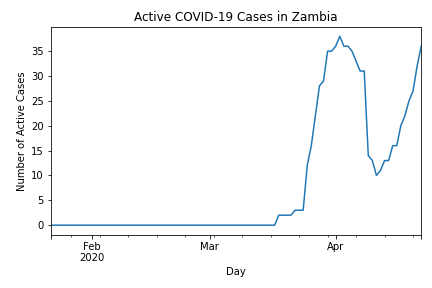 Active COVID-19 Cases in Zambia
Number of Active Cases
35
30
25
20
15
10
5
0
Feb
2020
Mar
Apr
Day